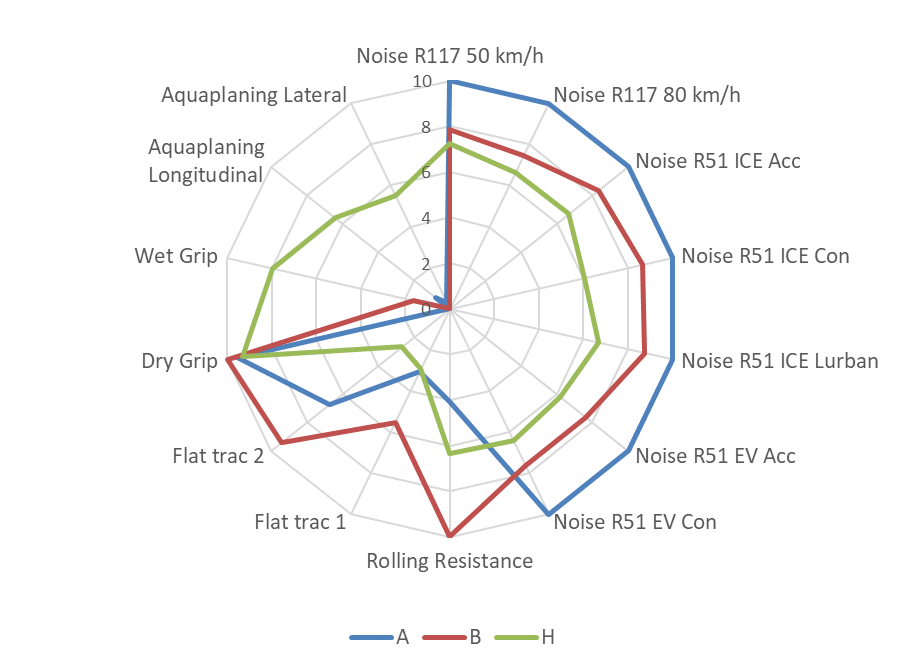 Noise R117 50 km/h
10
Aquaplaning Lateral
Noise R117 80 km/h
8
Aquaplaning
Longitudinal
Noise R51 ICE Acc
6
4
Wet Grip
Noise R51 ICE Con
2
0
Dry Grip
Noise R51 ICE Lurban
Flat trac 2
Noise R51 EV Acc
Flat trac 1
Noise R51 EV Con
Rolling Resistance
A
B
H